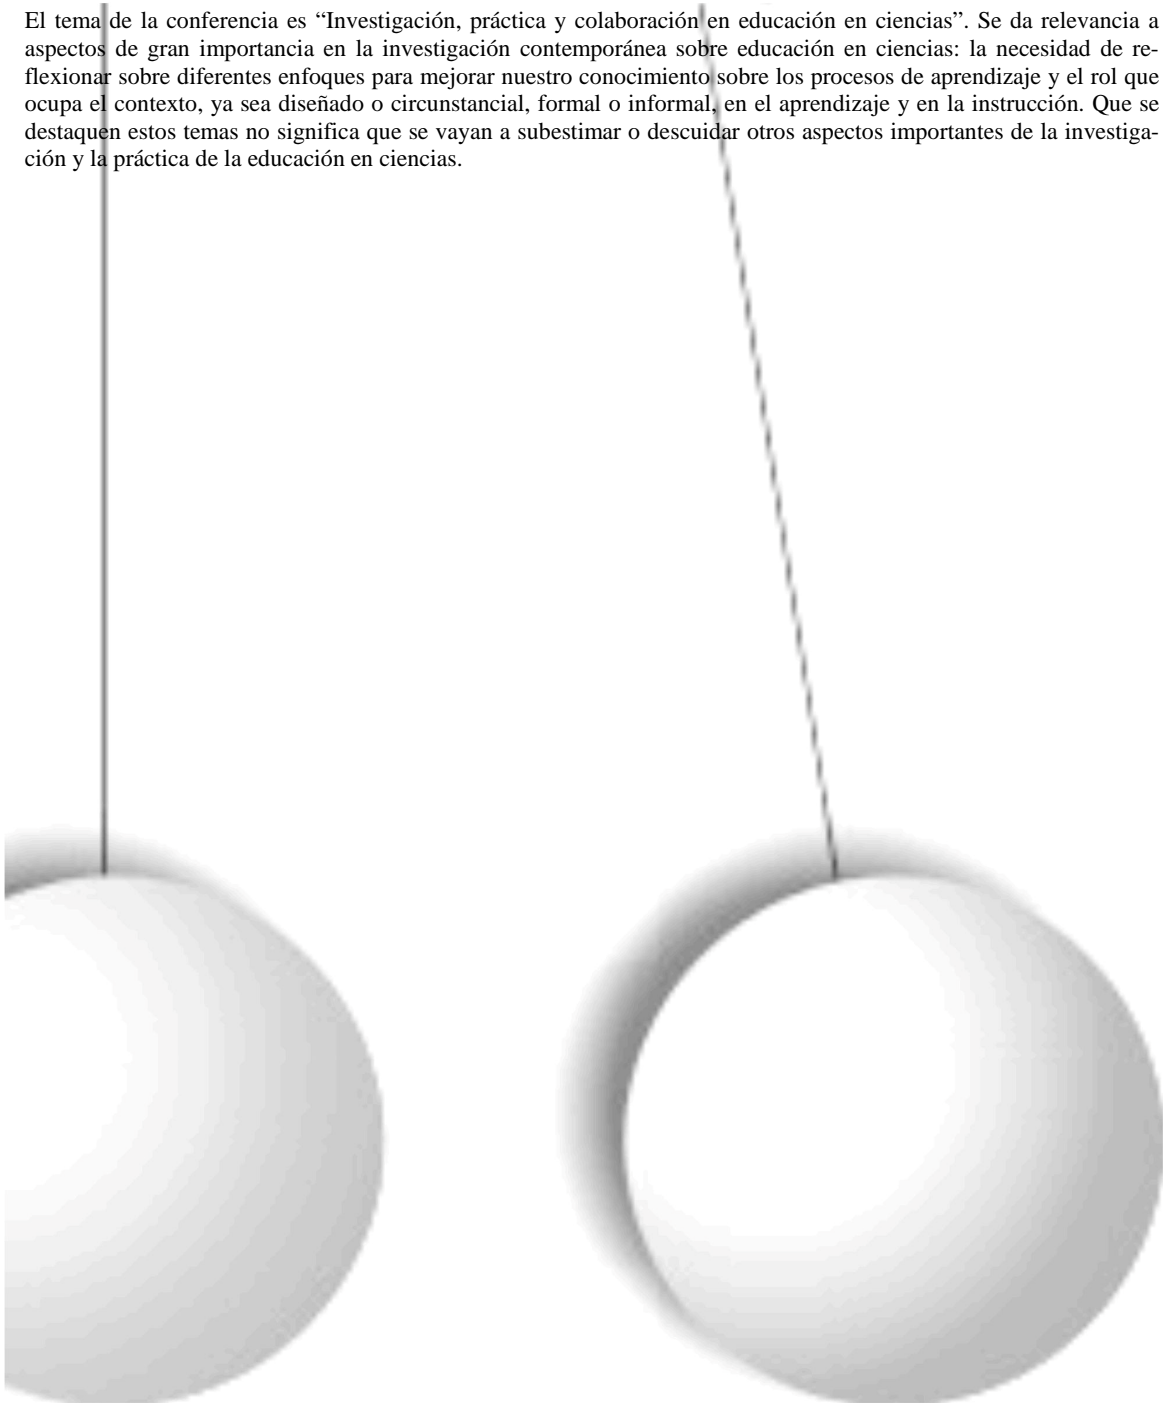 El tema de la conferencia es “Investigación, práctica y colaboración en educación en ciencias”. Se da relevancia a
aspectos de gran importancia en la investigación contemporánea sobre educación en ciencias: la necesidad de re-
flexionar sobre diferentes enfoques para mejorar nuestro conocimiento sobre los procesos de aprendizaje y el rol que
ocupa el contexto, ya sea diseñado o circunstancial, formal o informal, en el aprendizaje y en la instrucción. Que se
destaquen estos temas no significa que se vayan a subestimar o descuidar otros aspectos importantes de la investiga-
ción y la práctica de la educación en ciencias.